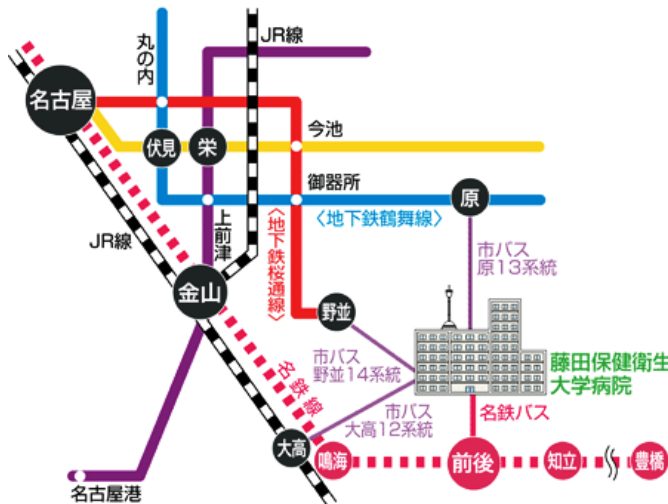 JR線
丸の内
名古屋
伏見
栄
今池
御器所
原
〈地下鉄鶴舞線〉
上前津
〈地下鉄桜通線〉
JR線
市バス
原13系統
金山
野並
市バス
野並14系統
藤田保健衛生
大学病院
名鉄線
市バス
大高12系統
名鉄バス
大高
鳴海
前後
知立
豊橋
名古屋港